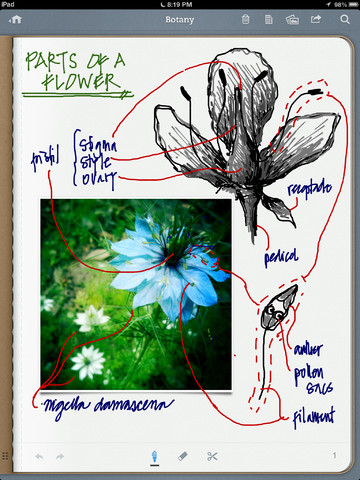 iPad
8:19 PM
98%
Botany
PARTS OF A
FLOWER
pistil
stigma
style
ovary
receptacle
pedicel
anther
pollen
sacs
filament
nigella damascena
1